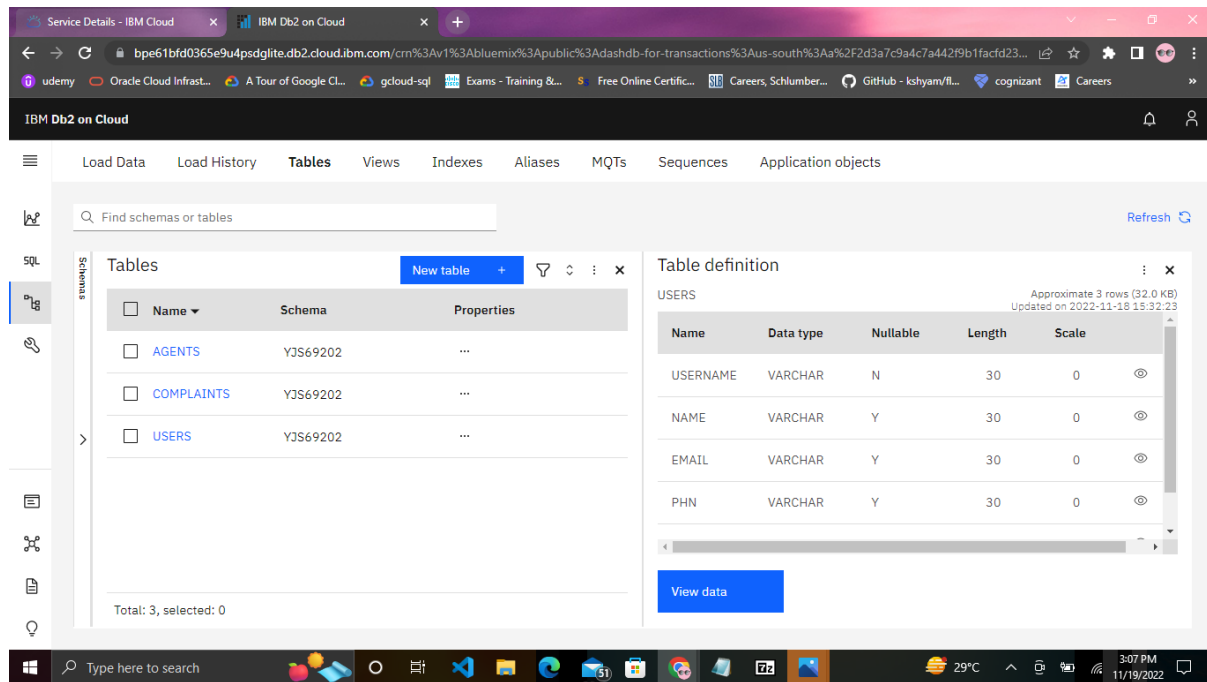 Service Details - IBM Cloud
IBM Db2 on Cloud
bpe61bfd0365e9u4psdglite.db2.cloud.ibm.com/crn%3Av1%3Abluemix%3Apublic%3Adashdb-for-transactions%3Aus-south%3Aa%2F2d3a7c9a4c7a442f9b1facfd23...
udemy Oracle Cloud Infrast... A Tour of Google Cl... gcloud-sql Exams - Training &... Free Online Certific... Careers, Schlumber... GitHub - kshyam/fl... cognizant Careers »
IBM Db2 on Cloud
Load Data Load History Tables Views Indexes Aliases MQTs Sequences Application objects
Find schemas or tables
Refresh
SQL
Schemas
Tables
New table +
Name Schema Properties
AGENTS YJS69202 ...
COMPLAINTS YJS69202 ...
USERS YJS69202 ...
Total: 3, selected: 0
Table definition
USERS
Approximate 3 rows (32.0 KB)
Updated on 2022-11-18 15:32:23
Name Data type Nullable Length Scale
USERNAME VARCHAR N 30 0
NAME VARCHAR Y 30 0
EMAIL VARCHAR Y 30 0
PHN VARCHAR Y 30 0
View data
Type here to search
51
7z
29°C
3:07 PM
11/19/2022